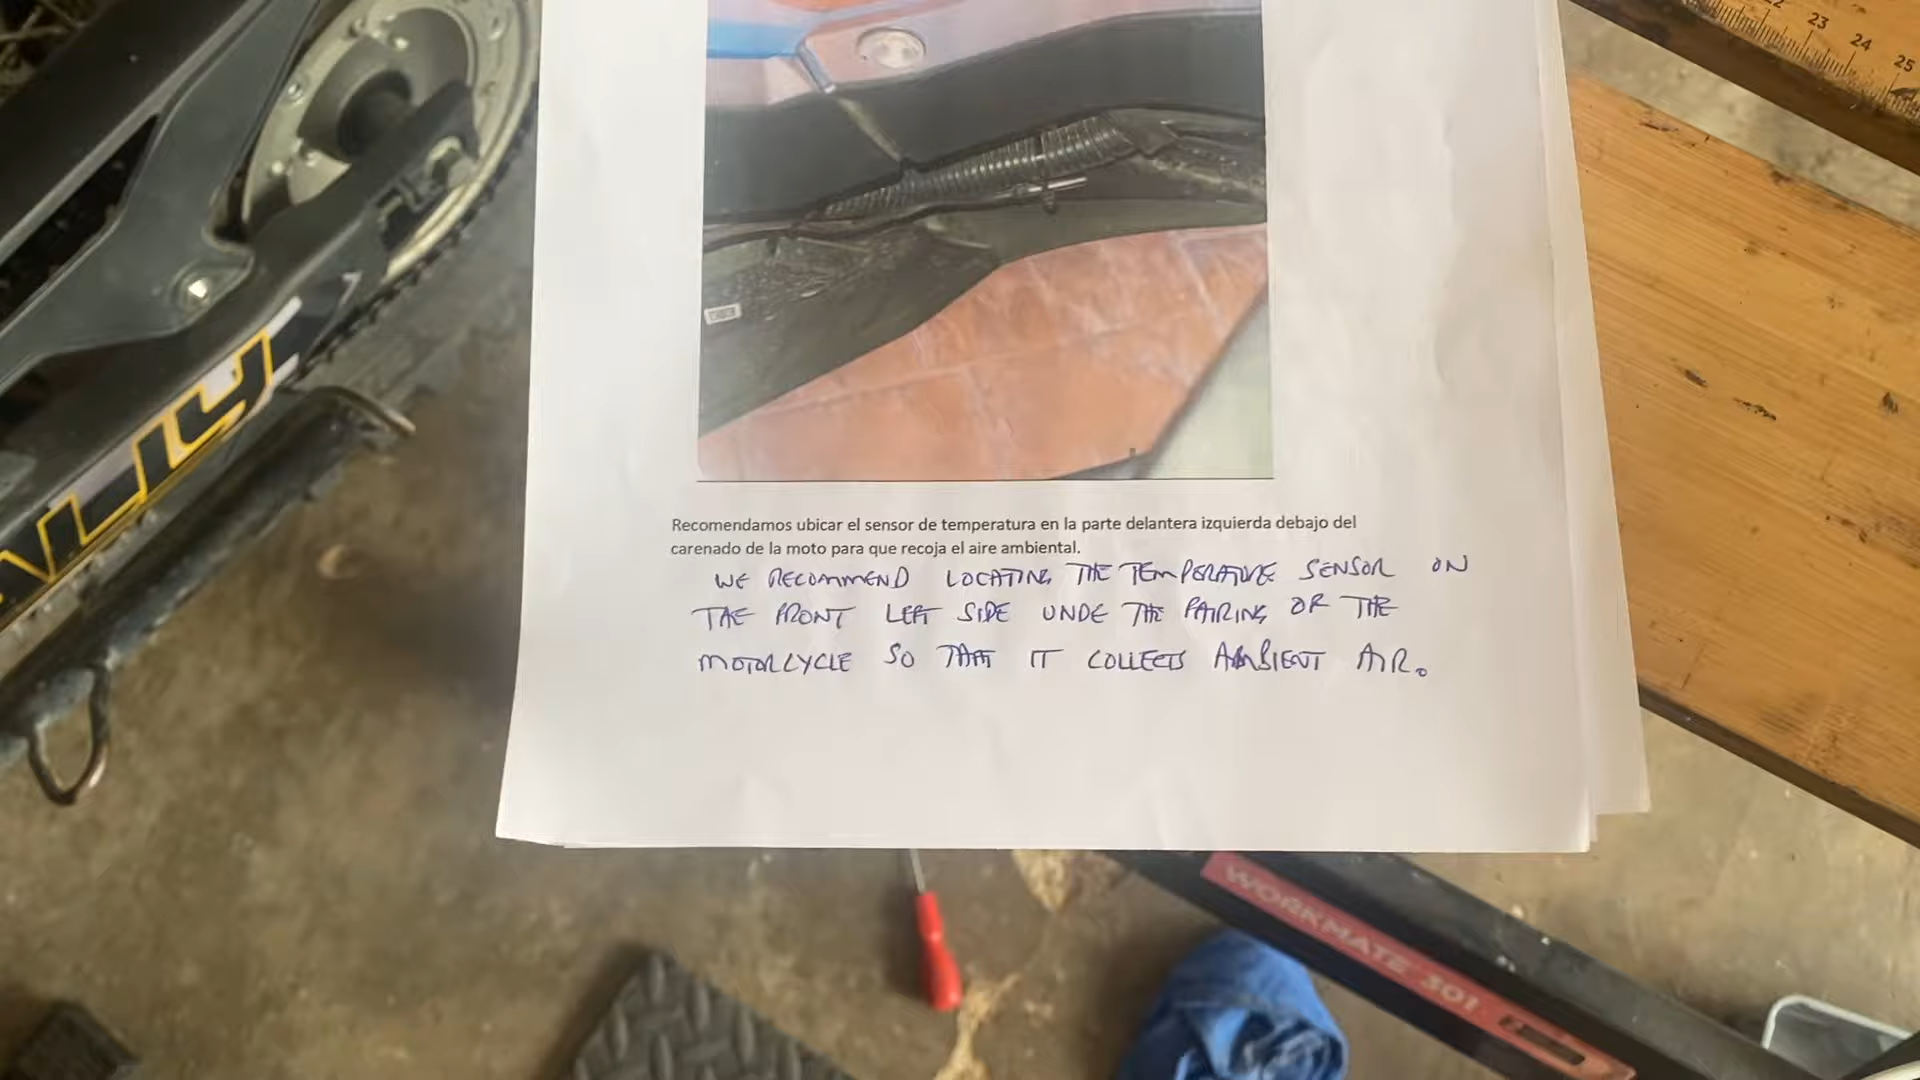 22 23 24 25
Recomendamos ubicar el sensor de temperatura en la parte delantera izquierda debajo del
carenado de la moto para que recoja el aire ambiental.
WE RECOMMEND LOCATING THE TEMPERATURE SENSOR ON
THE FRONT LEFT SIDE UNDE THE FAIRING OF THE
MOTORCYCLE SO THAT IT COLLECTS AMBIENT AIR.
WORKMATE 301